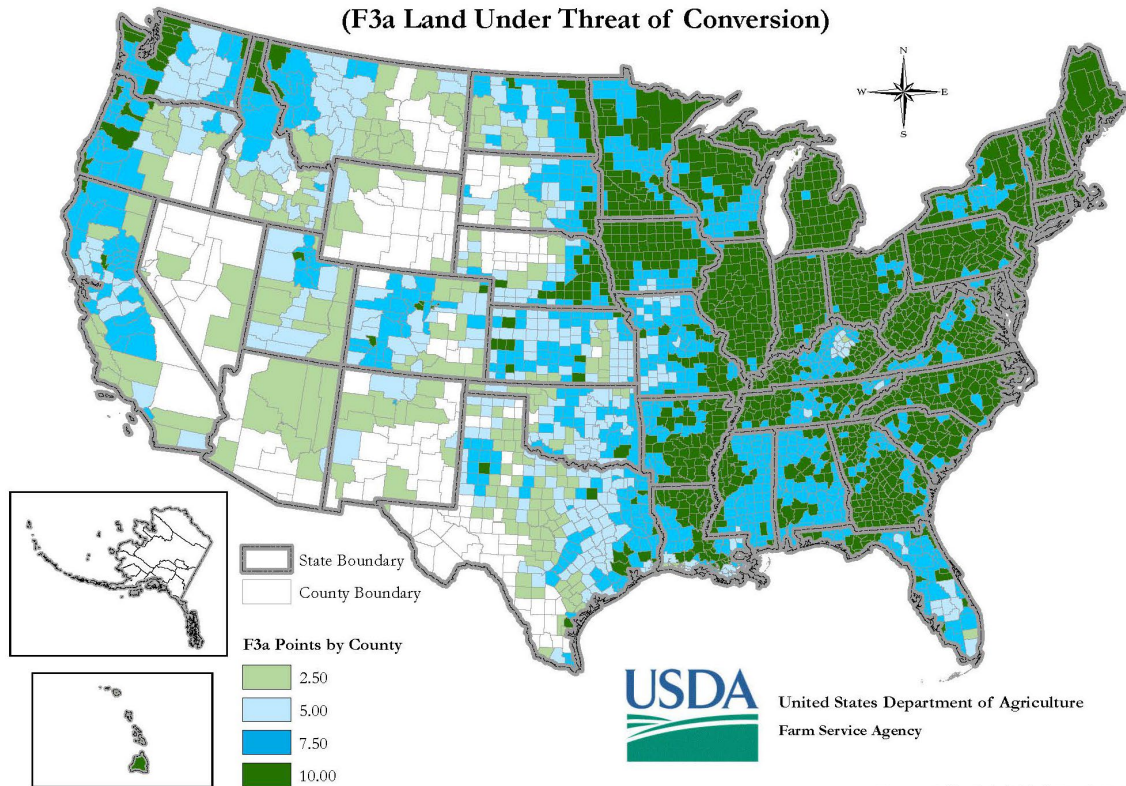 (F3a Land Under Threat of Conversion)
N
W
E
S
State Boundary
County Boundary
F3a Points by County
2.50
5.00
7.50
10.00
USDA
United States Department of Agriculture
Farm Service Agency